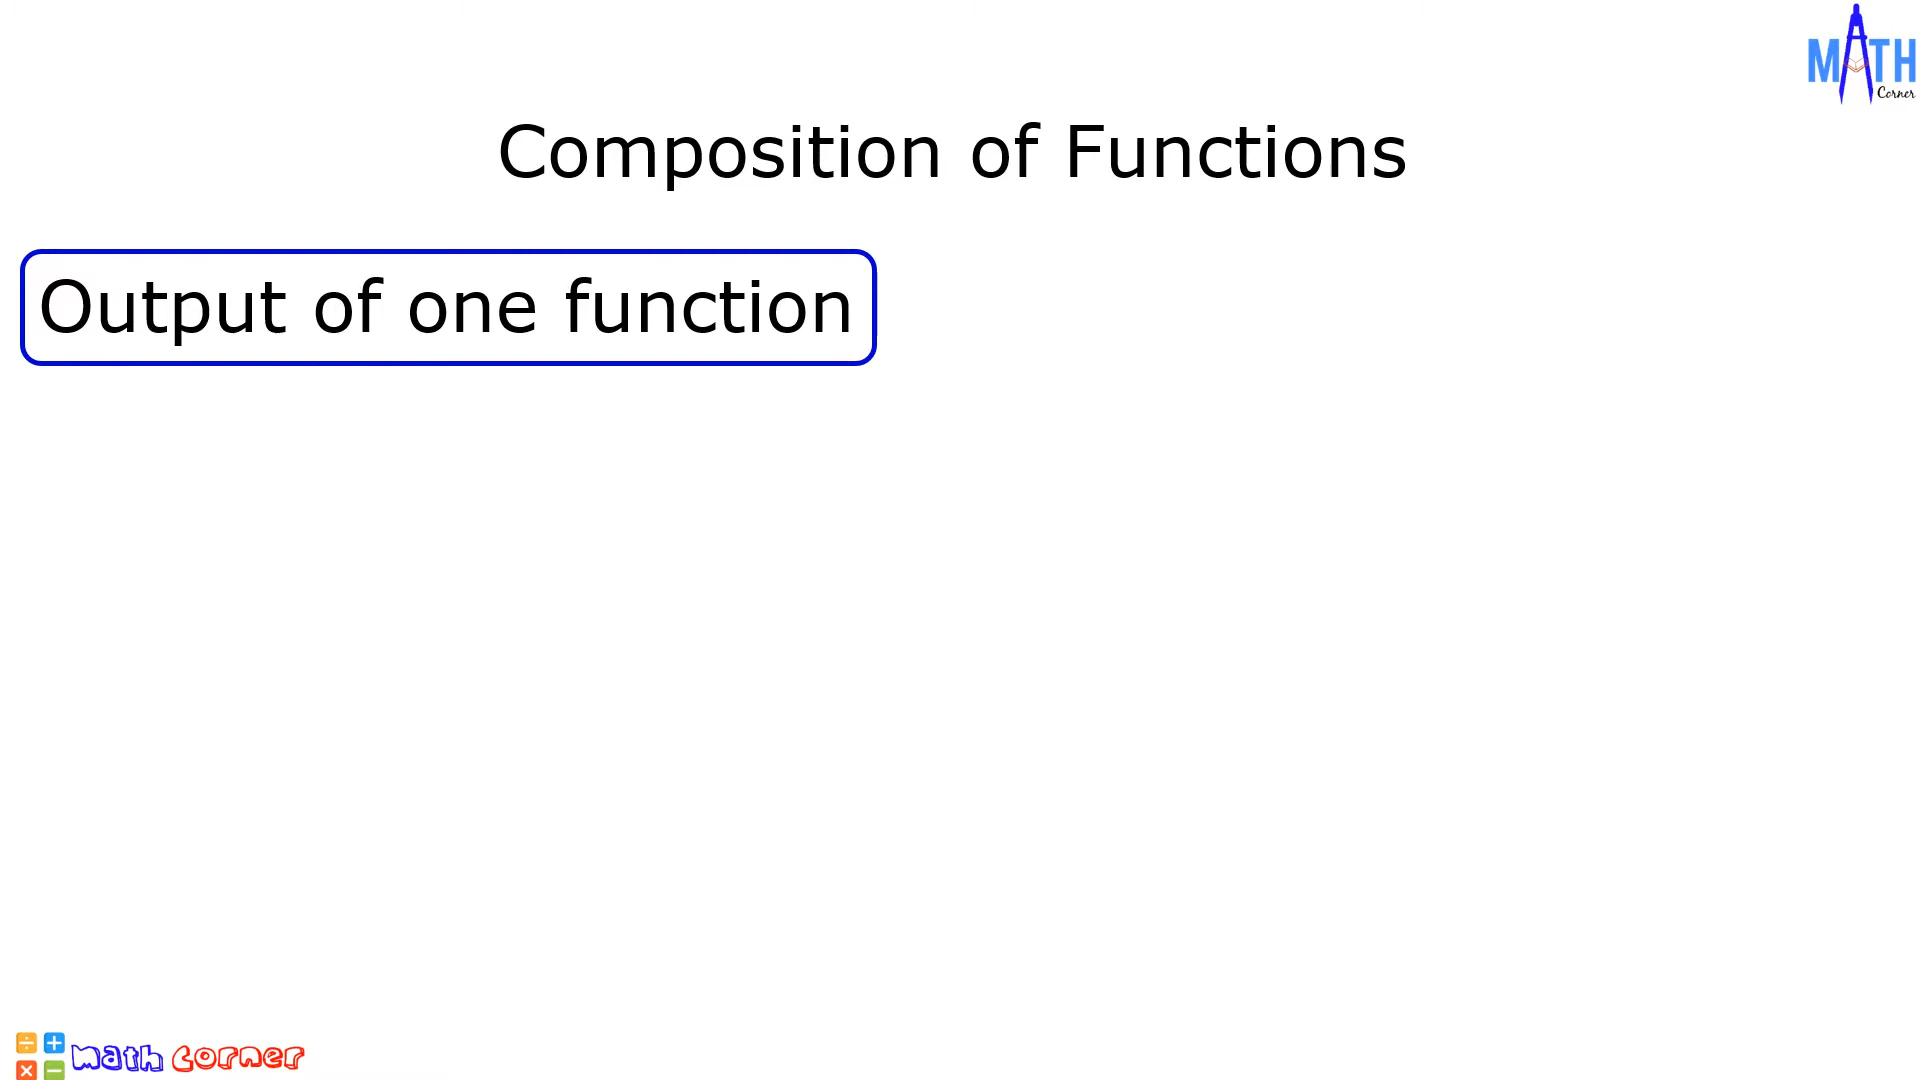 MATH
Corner
Composition of Functions
Output of one function
math corner